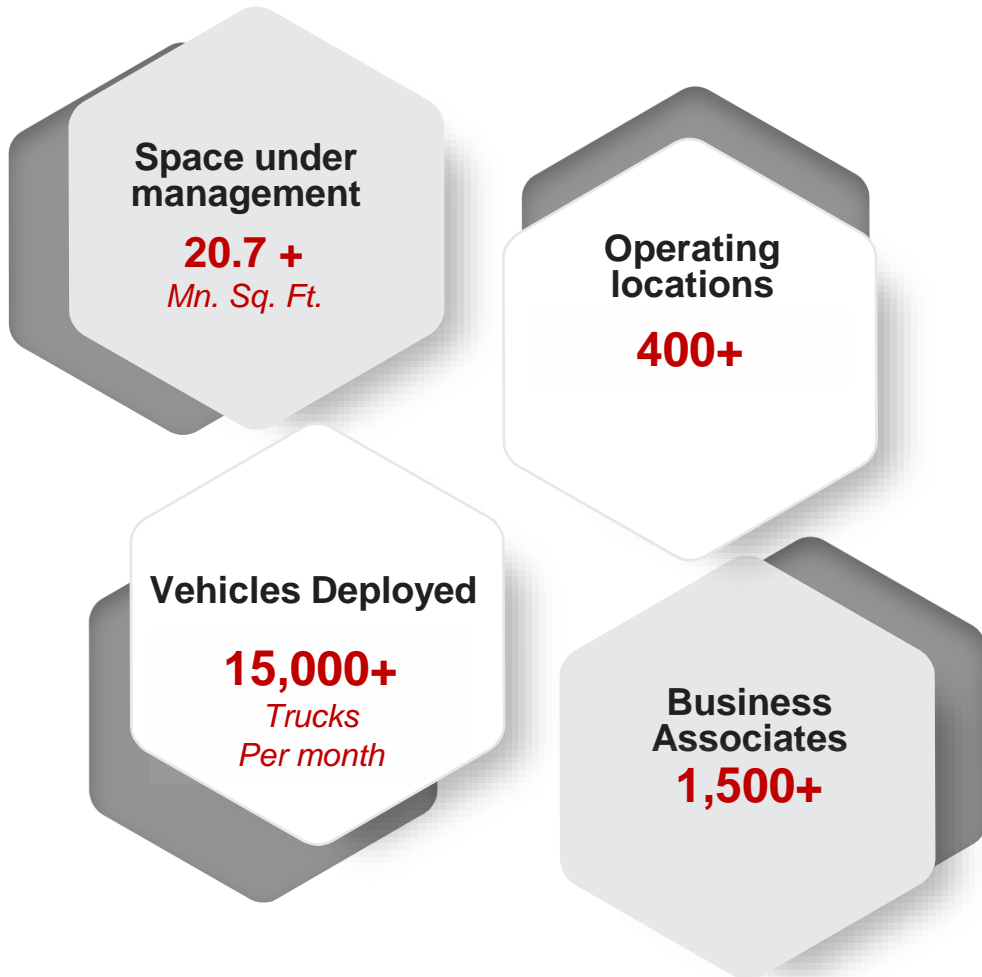 Space under
management
20.7 +
Mn. Sq. Ft.
Operating
locations
400+
Vehicles Deployed
15,000+
Trucks
Per month
Business
Associates
1,500+